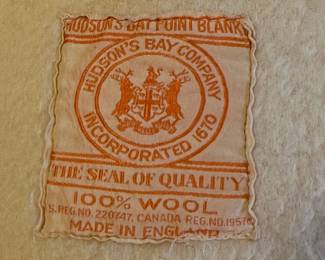 HUDSON'S BAY POINT BLANK
HUDSON'S BAY COMPANY
INCORPORATED 1670
THE SEAL OF QUALITY
100% WOOL
S. REG. NO. 220747. CANADA REG. NO. 1957
MADE IN ENGLAND